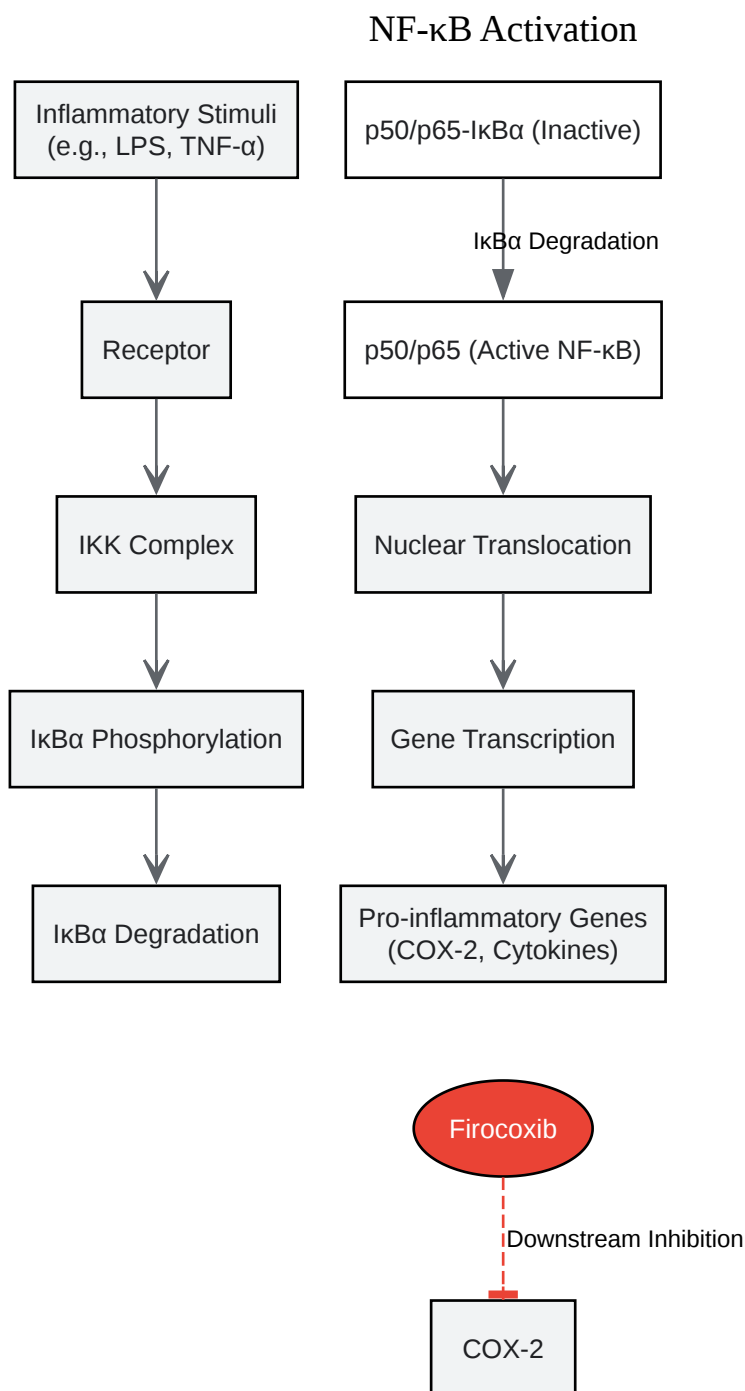 NF-κB Activation
Inflammatory Stimuli
(e.g., LPS, TNF-α)
Receptor
IKK Complex
IκBα Phosphorylation
IκBα Degradation
p50/p65-IκBα (Inactive)
IκBα Degradation
p50/p65 (Active NF-κB)
Nuclear Translocation
Gene Transcription
Pro-inflammatory Genes
(COX-2, Cytokines)
Firocoxib
Downstream Inhibition
COX-2